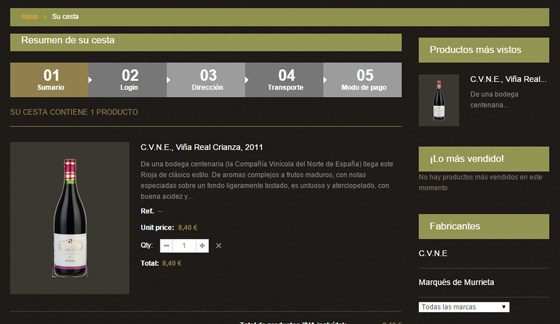 Inicio > Su cesta
Resumen de su cesta
01 02 03 04 05
Sumario Login Dirección Transporte Modo de pago
SU CESTA CONTIENE 1 PRODUCTO
C.V.N.E., Viña Real Crianza, 2011
De una bodega centenaria (la Compañía Vinícola del Norte de España) llega este
Rioja de clásico estilo. De aromas complejos a frutos maduros, con notas
especiadas sobre un fondo ligeramente tostado, es untuoso y aterciopelado, con
buena acidez y...
Ref. --
Unit price: 8,40 €
Qty: 1
Total: 8,40 €
Productos más vistos
C.V.N.E., Viña Real...
De una bodega
centenaria...
¡Lo más vendido!
No hay productos más vendidos en este
momento
Fabricantes
C.V.N.E
Marqués de Murrieta
Todas las marcas